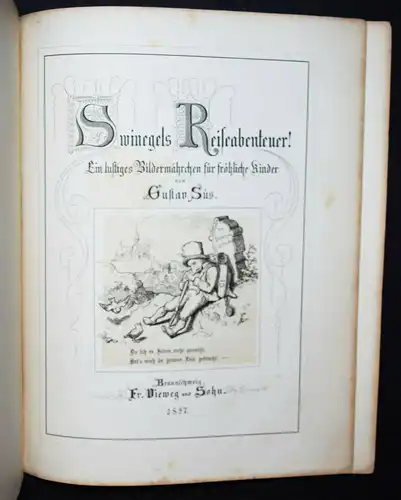 Swinegels Reiseabenteuer!
Ein lustiges Bildermährchen für fröhliche Kinder
von
Gustav Süs.
Braunschweig
Fr. Vieweg und Sohn.
1857.